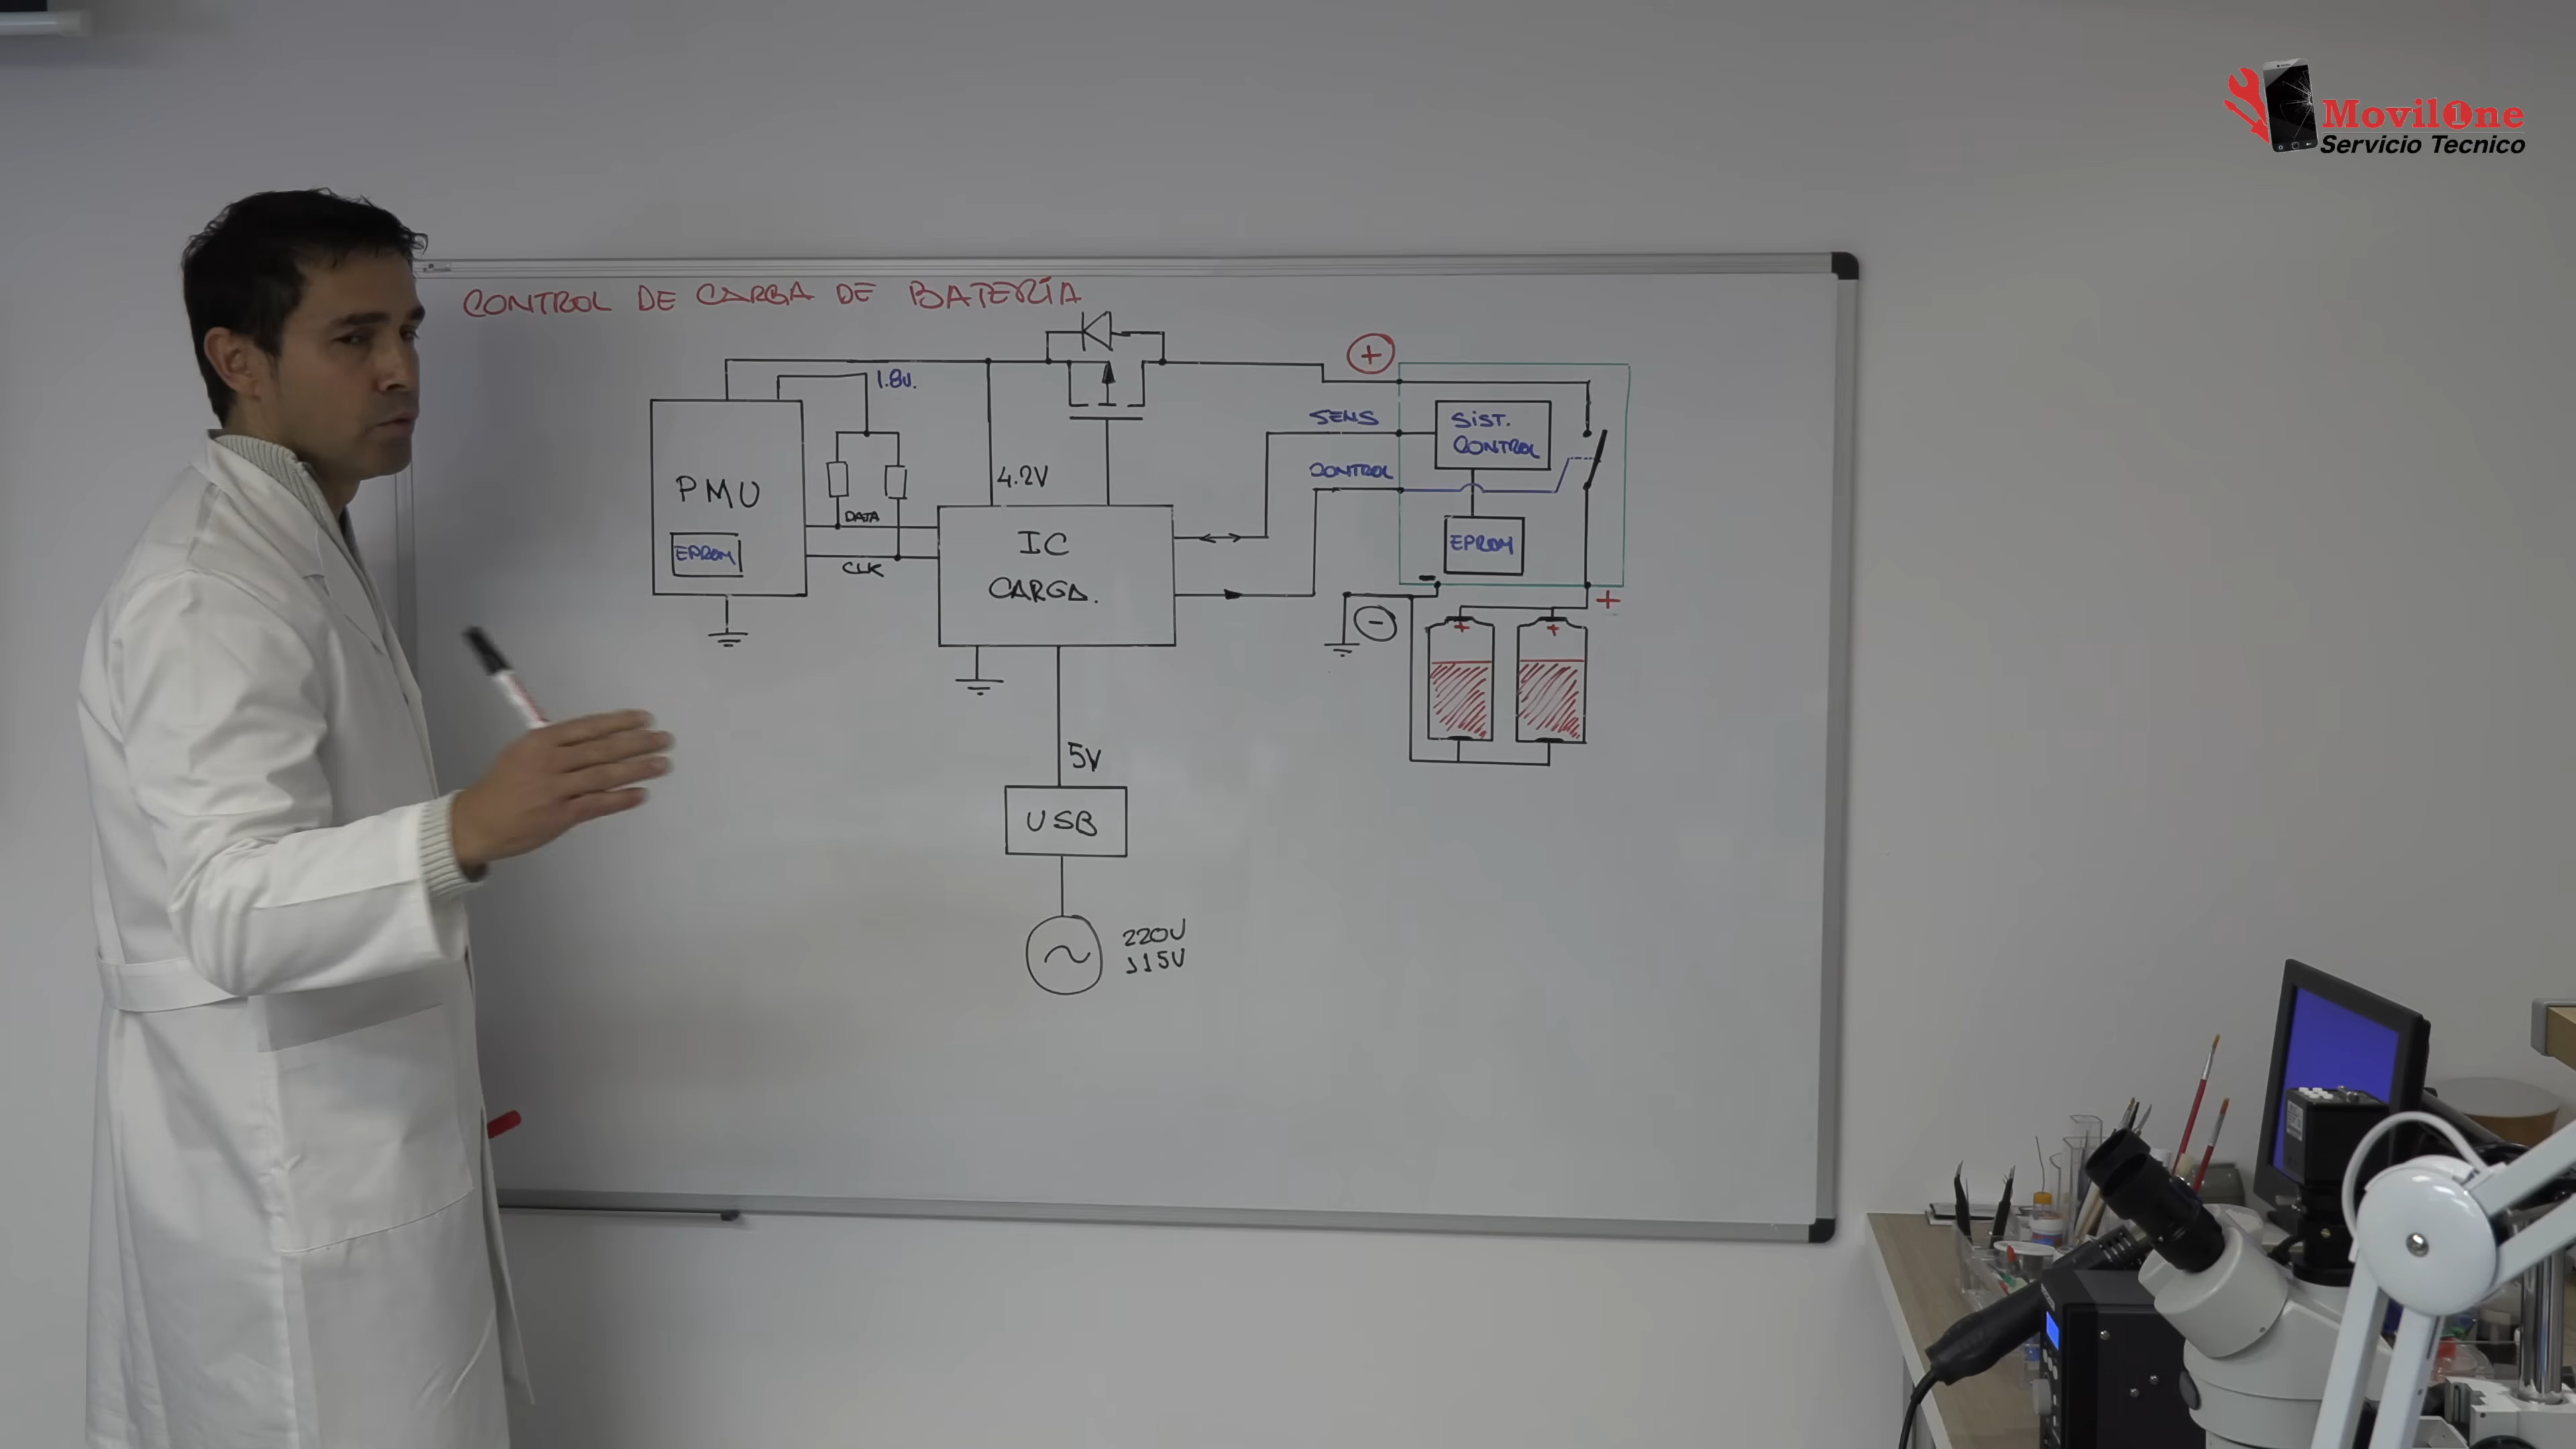 Movil1ne
Servicio Tecnico
CONTROL DE CARGA DE BATERÍA
+
1.8V.
SENS
SIST.
CONTROL
CONTROL
4.2V
PMU
DATA
EPROM
CLK
IC
CARGA.
EPROM
-
+
-
+
+
5V
USB
220V
115V